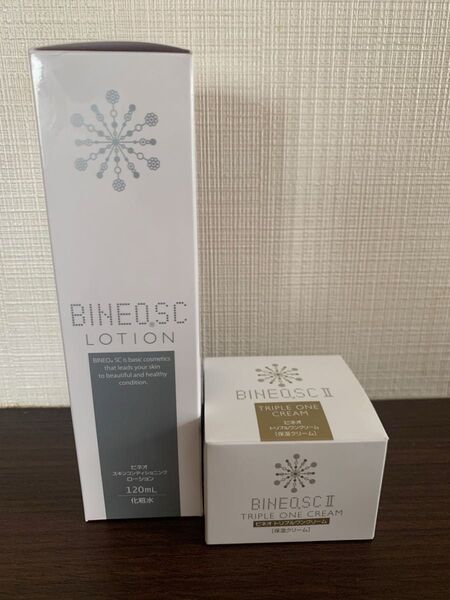 BINEO SC
LOTION
BINEO® SC is basic cosmetics
that leads your skin
to beautiful and healthy
condition.
ビネオ
スキンコンディショニング
ローション
120mL
化粧水
BINEO SC II
TRIPLE ONE
CREAM
ビネオ
トリプルワンクリーム
[保湿クリーム]
BINEO SC II
TRIPLE ONE CREAM
ビネオ トリプルワンクリーム
[保湿クリーム]